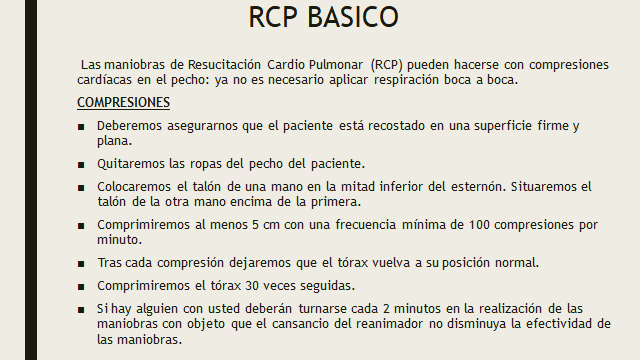 RCP BASICO
Las maniobras de Resucitación Cardio Pulmonar (RCP) pueden hacerse con compresiones
cardíacas en el pecho: ya no es necesario aplicar respiración boca a boca.
COMPRESIONES
■ Deberemos asegurarnos que el paciente está recostado en una superficie firme y
plana.
■ Quitaremos las ropas del pecho del paciente.
■ Colocaremos el talón de una mano en la mitad inferior del esternón. Situaremos el
talón de la otra mano encima de la primera.
■ Comprimiremos al menos 5 cm con una frecuencia mínima de 100 compresiones por
minuto.
■ Tras cada compresión dejaremos que el tórax vuelva a su posición normal.
■ Comprimiremos el tórax 30 veces seguidas.
■ Si hay alguien con usted deberán turnarse cada 2 minutos en la realización de las
maniobras con objeto que el cansancio del reanimador no disminuya la efectividad de
las maniobras.